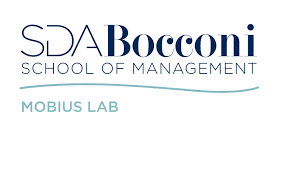 SDABocconi
SCHOOL OF MANAGEMENT
MOBIUS LAB